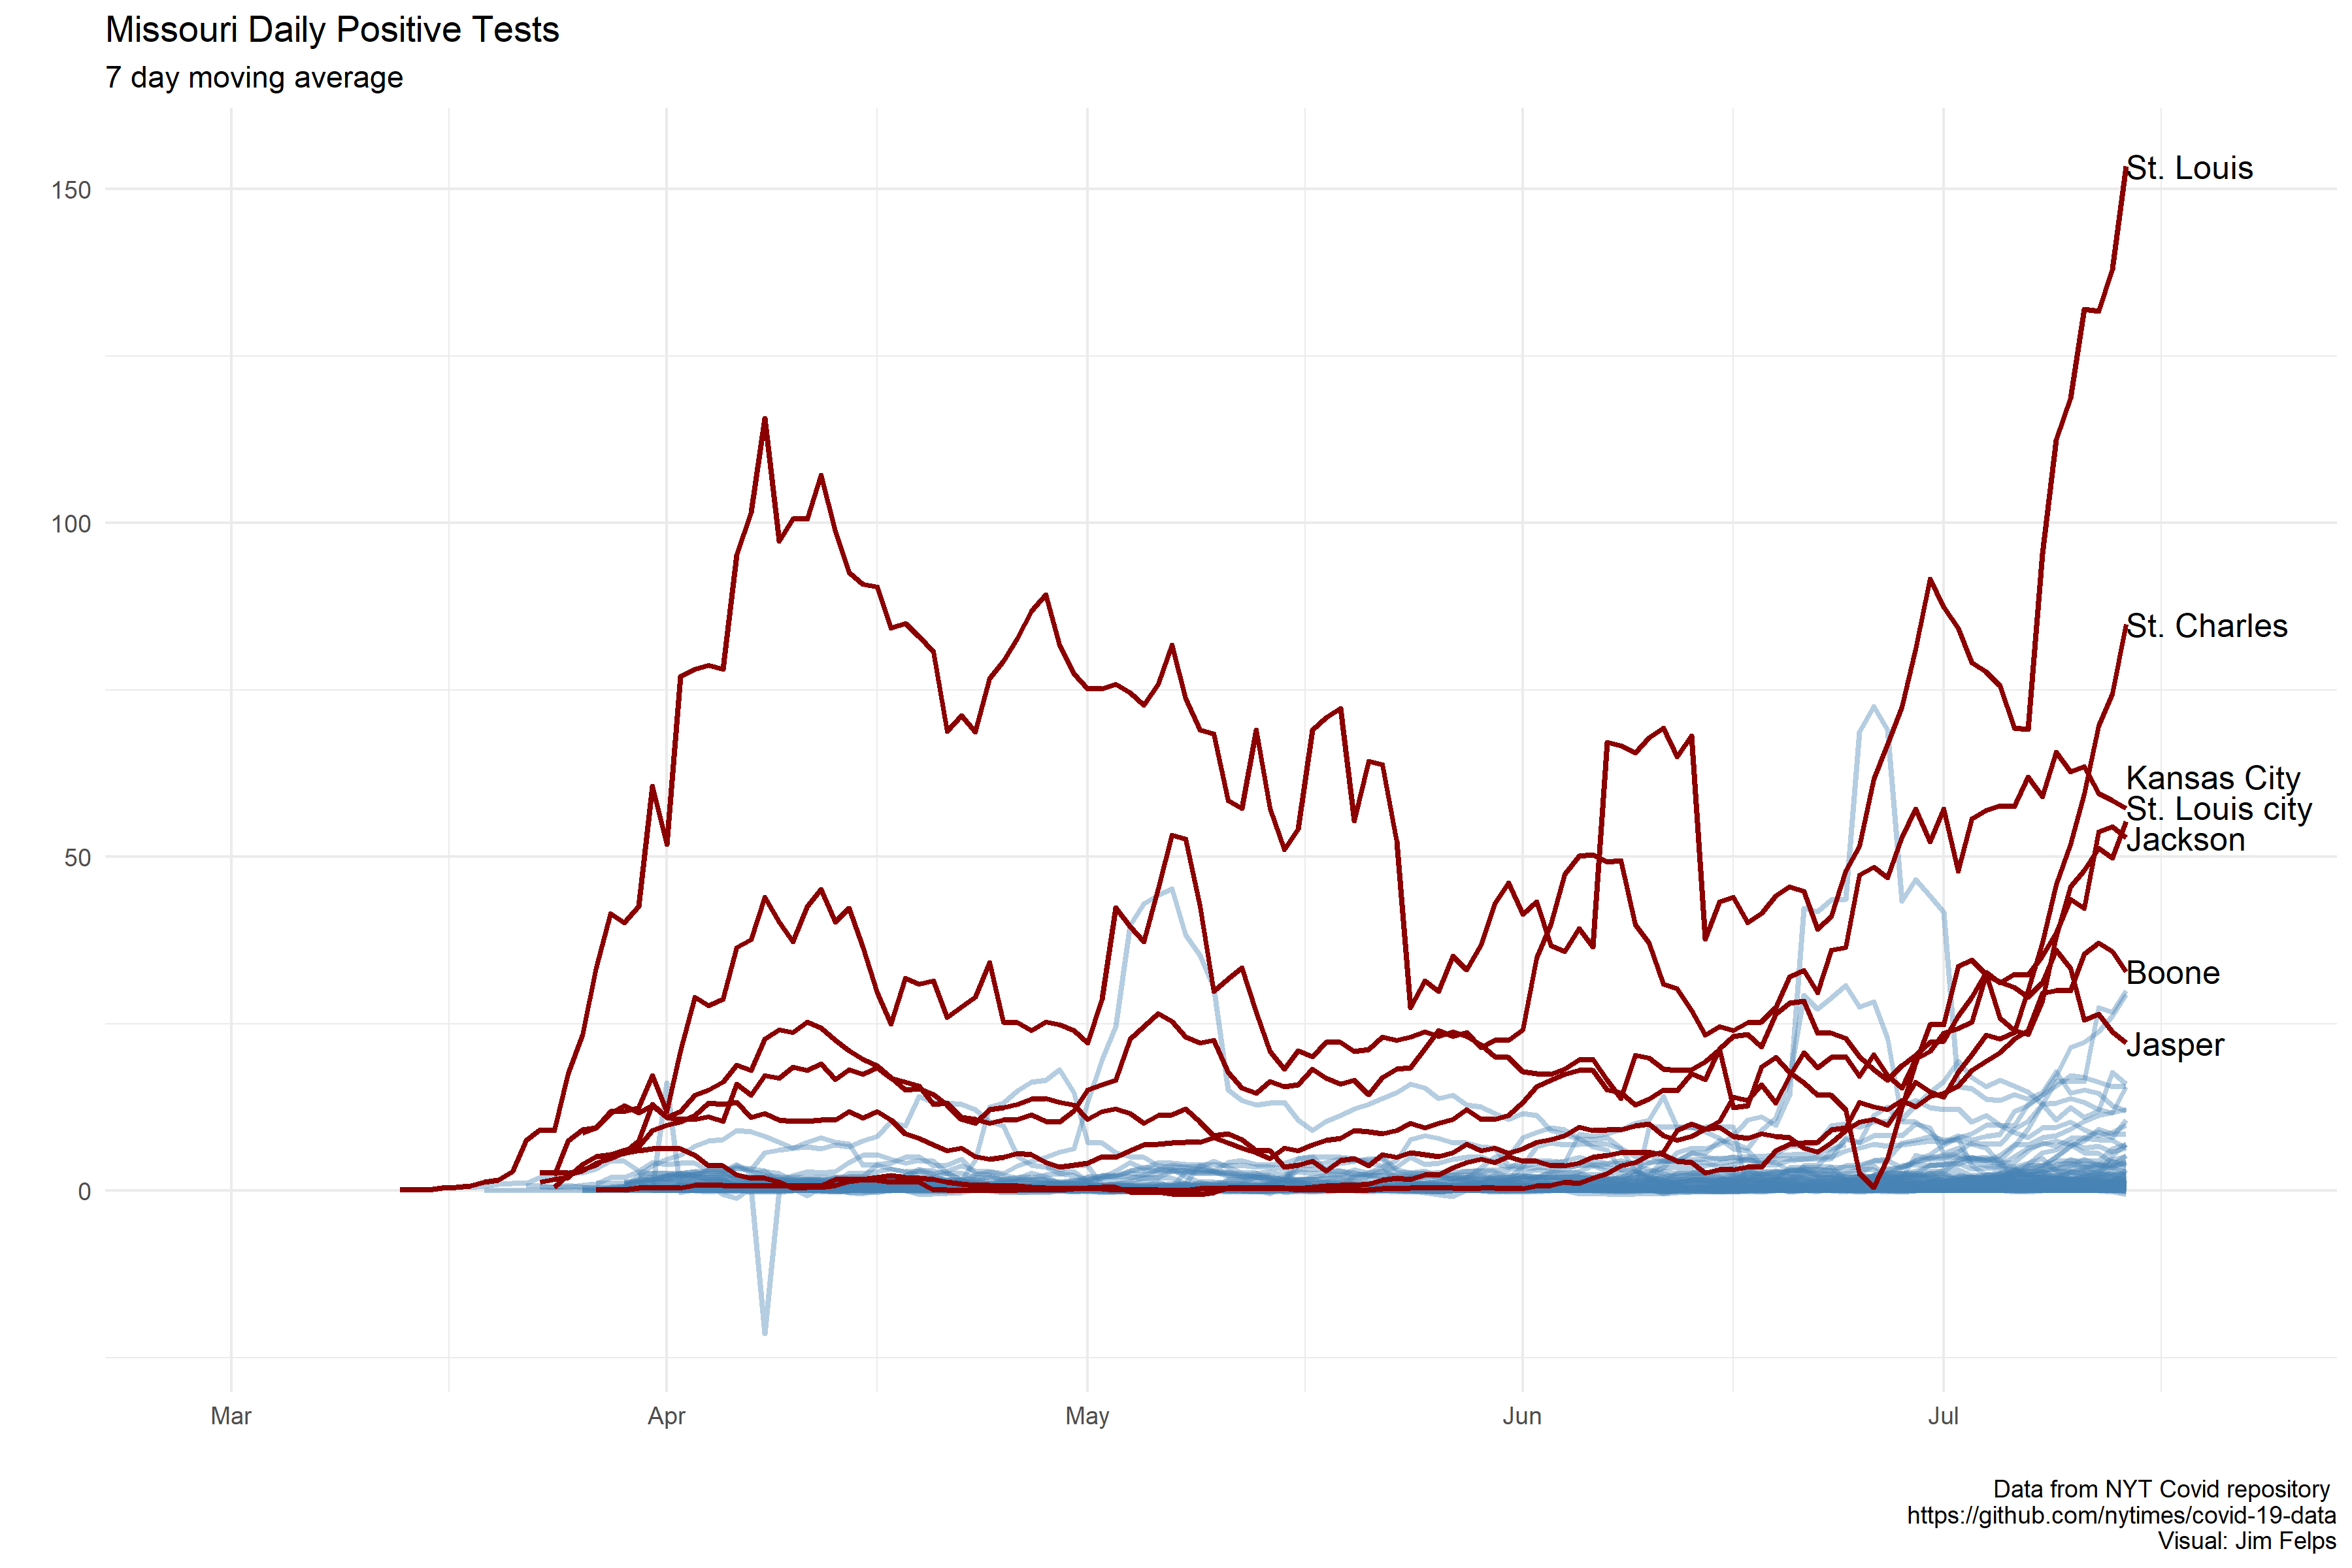 Missouri Daily Positive Tests
7 day moving average
150
100
50
0
St. Louis
St. Charles
Kansas City
St. Louis city
Jackson
Boone
Jasper
Mar Apr May Jun Jul
Data from NYT Covid repository
https://github.com/nytimes/covid-19-data
Visual: Jim Felps